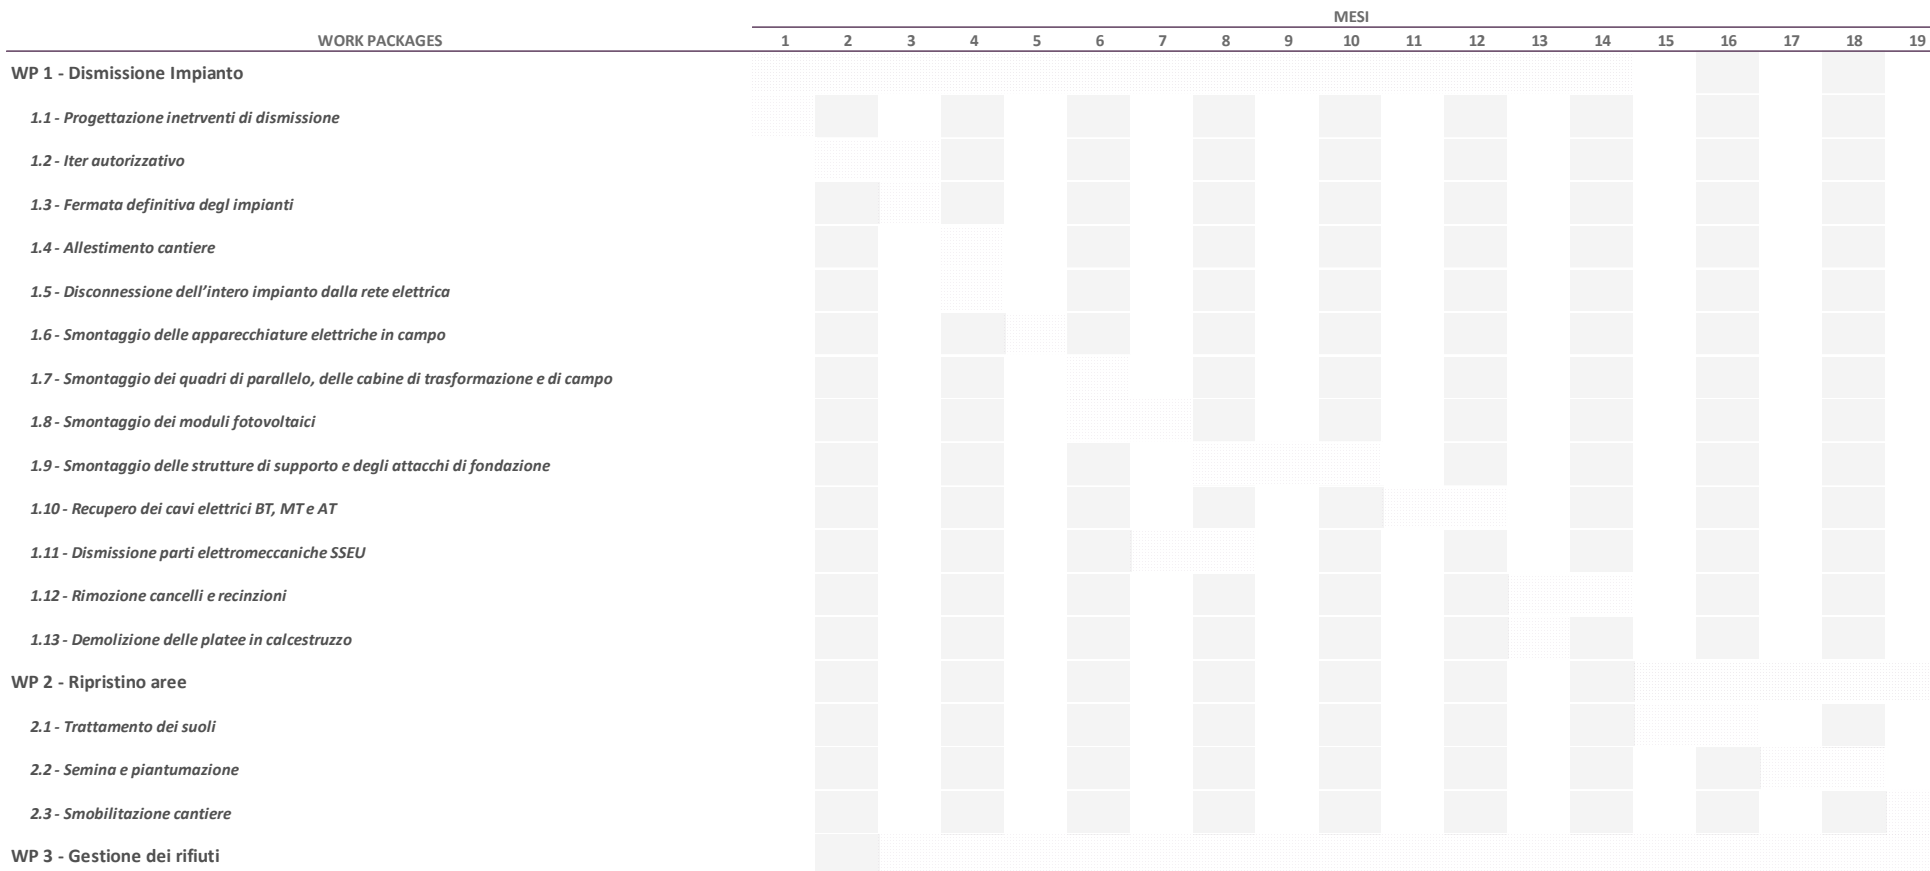 MESI
WORK PACKAGES 1 2 3 4 5 6 7 8 9 10 11 12 13 14 15 16 17 18 19
WP 1 - Dismissione Impianto
1.1 - Progettazione inetrventi di dismissione
1.2 - Iter autorizzativo
1.3 - Fermata definitiva degl impianti
1.4 - Allestimento cantiere
1.5 - Disconnessione dell’intero impianto dalla rete elettrica
1.6 - Smontaggio delle apparecchiature elettriche in campo
1.7 - Smontaggio dei quadri di parallelo, delle cabine di trasformazione e di campo
1.8 - Smontaggio dei moduli fotovoltaici
1.9 - Smontaggio delle strutture di supporto e degli attacchi di fondazione
1.10 - Recupero dei cavi elettrici BT, MT e AT
1.11 - Dismissione parti elettromeccaniche SSEU
1.12 - Rimozione cancelli e recinzioni
1.13 - Demolizione delle platee in calcestruzzo
WP 2 - Ripristino aree
2.1 - Trattamento dei suoli
2.2 - Semina e piantumazione
2.3 - Smobilitazione cantiere
WP 3 - Gestione dei rifiuti